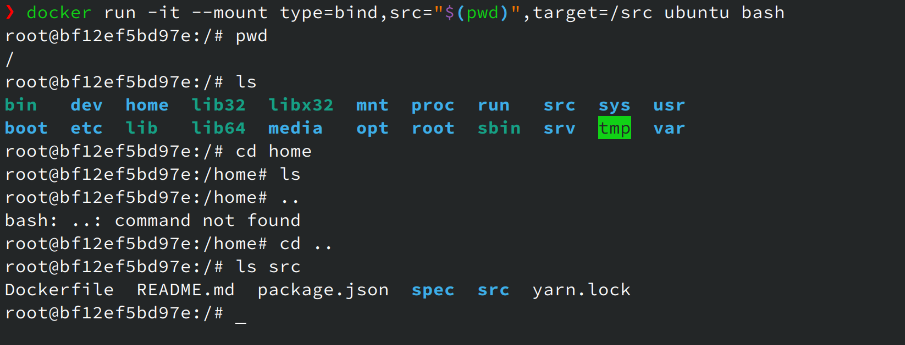 ❯ docker run -it --mount type=bind,src="$(pwd)",target=/src ubuntu bash
root@bf12ef5bd97e:/# pwd
/
root@bf12ef5bd97e:/# ls
bin   dev  home  lib32  libx32  mnt  proc  run   src  sys  usr
boot  etc  lib   lib64  media   opt  root  sbin  srv  tmp  var
root@bf12ef5bd97e:/# cd home
root@bf12ef5bd97e:/home# ls
root@bf12ef5bd97e:/home# ..
bash: ..: command not found
root@bf12ef5bd97e:/home# cd ..
root@bf12ef5bd97e:/# ls src
Dockerfile  README.md  package.json  spec  src  yarn.lock
root@bf12ef5bd97e:/# _